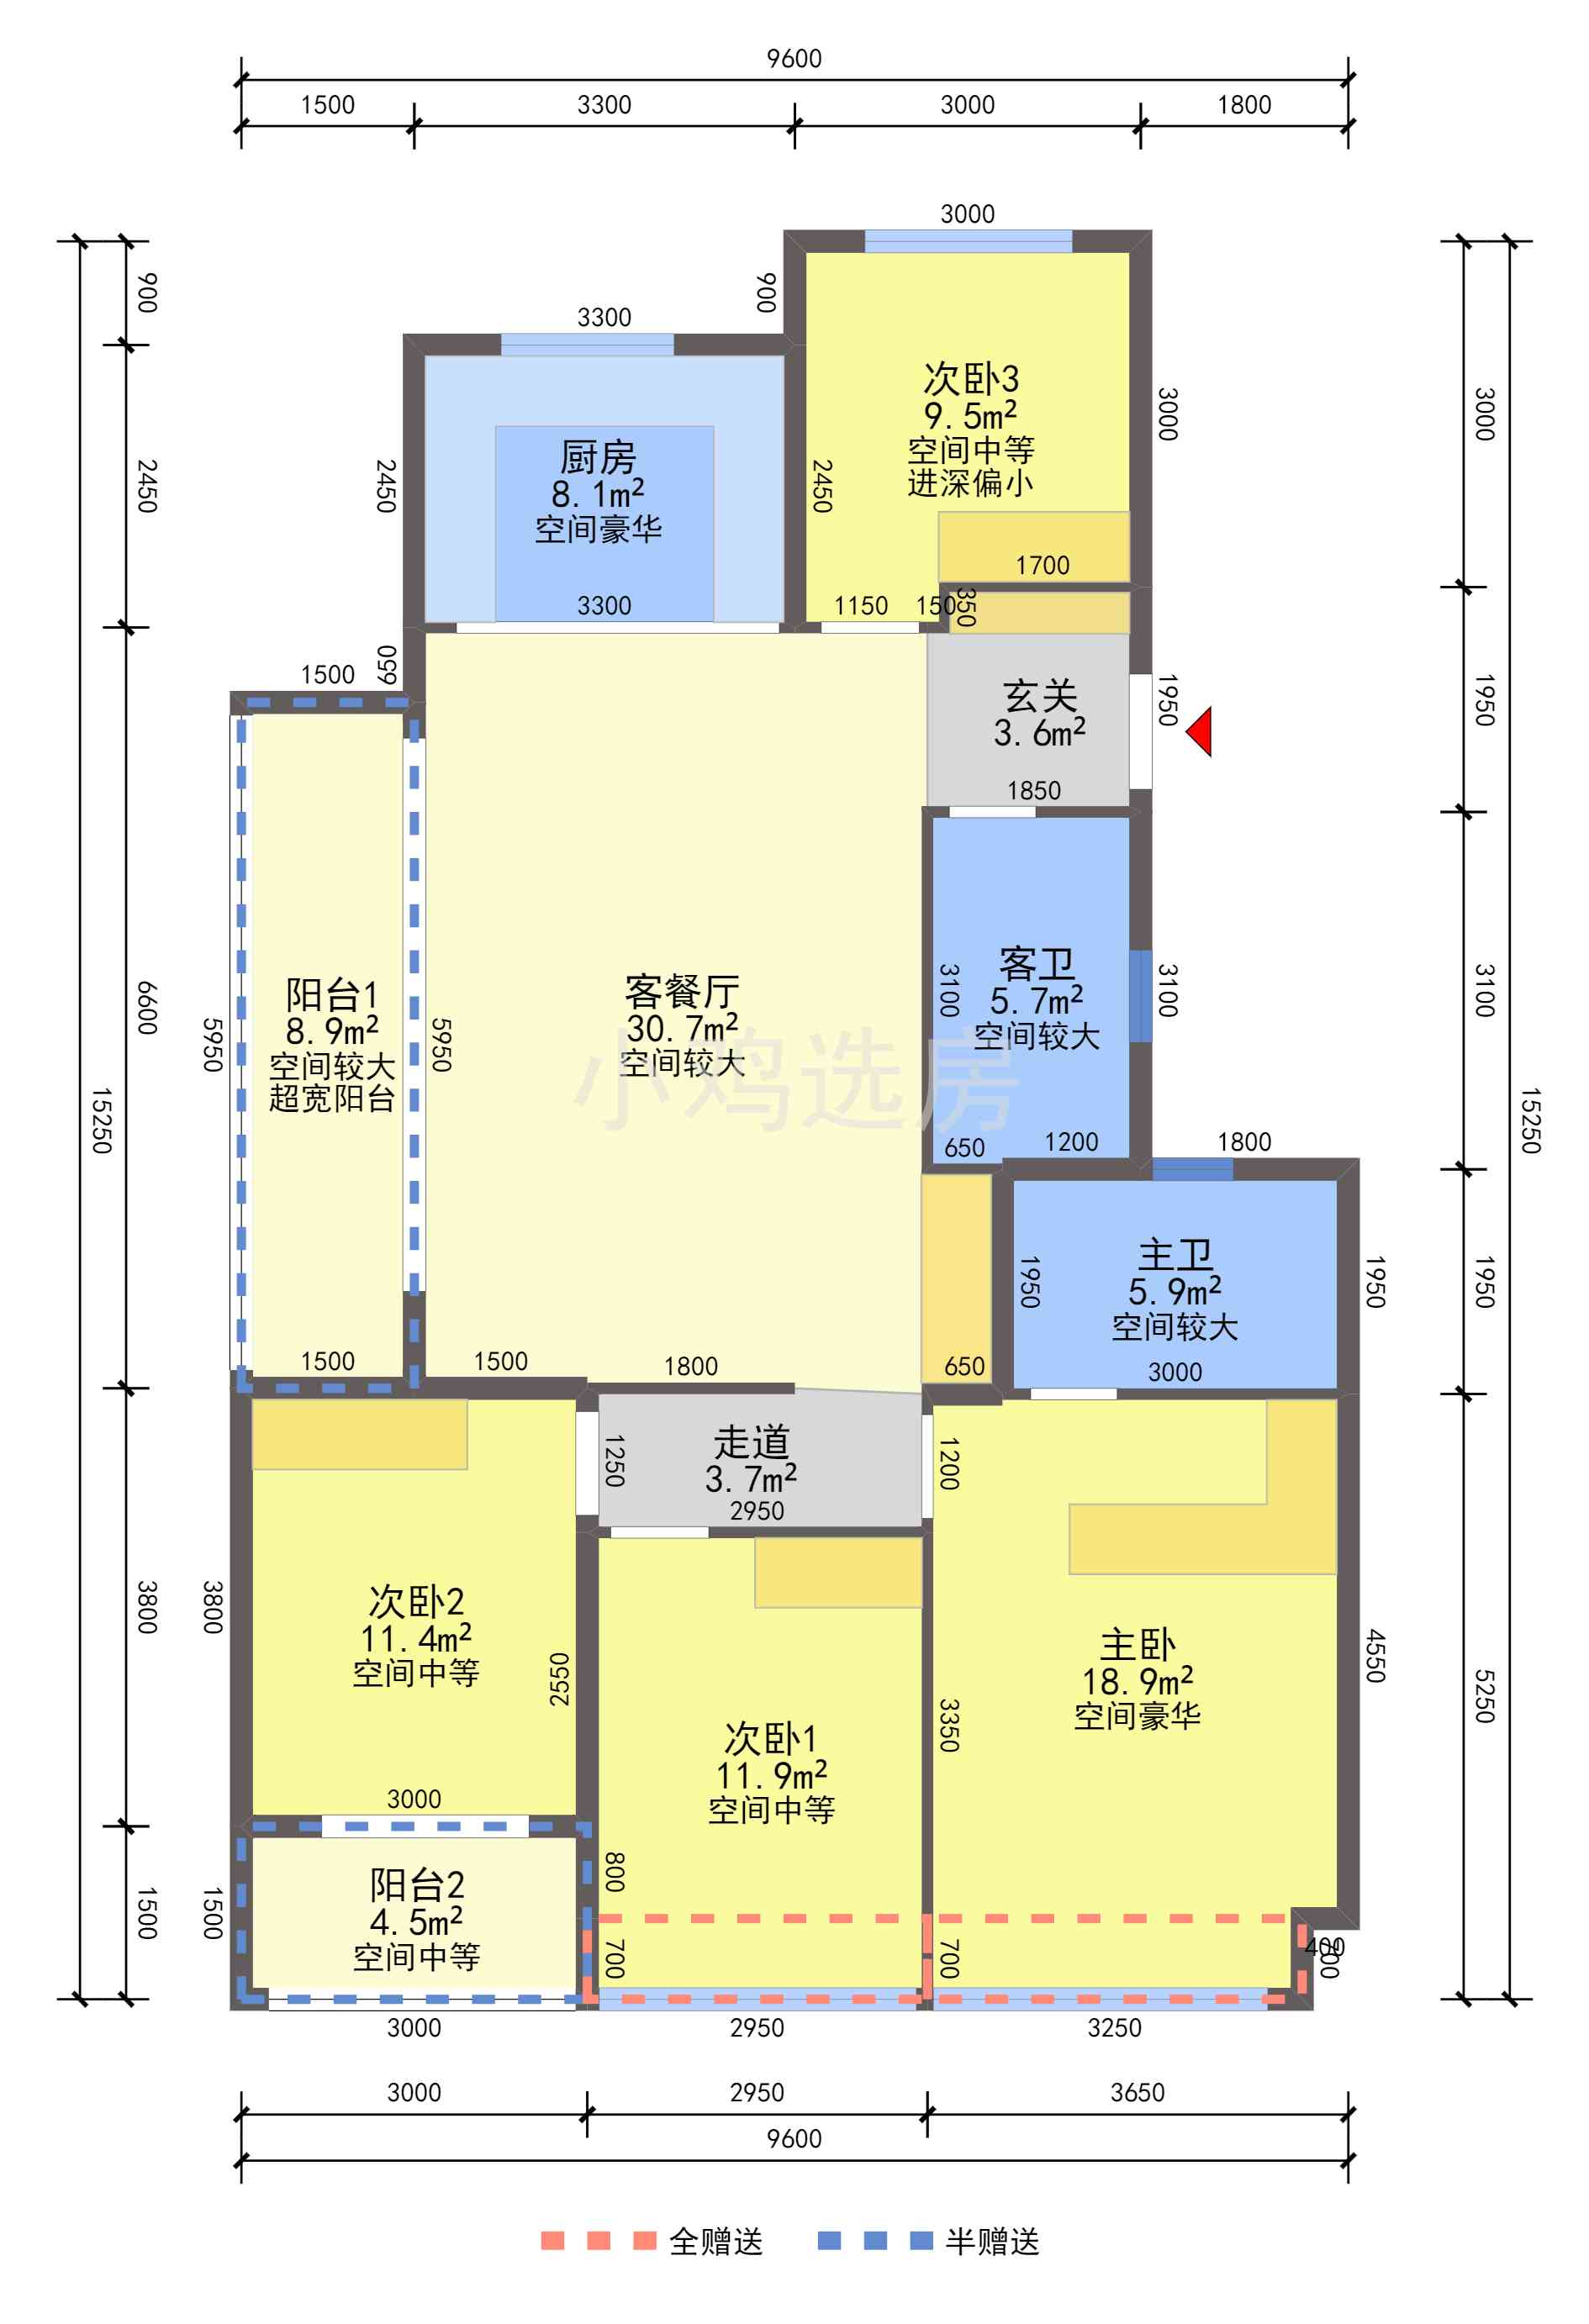 9600
1500
3300
3000
1800
3000
900
900
3300
次卧3
9.5m²
空间中等
进深偏小
3000
3000
厨房
8.1m²
空间豪华
2450
2450
2450
1700
3300
1150
150
350
1500
650
玄关
3.6m²
1950
1950
1850
阳台1
8.9m²
空间较大
超宽阳台
客餐厅
30.7m²
空间较大
客卫
5.7m²
空间较大
小鸡选房
6600
5950
5950
3100
3100
3100
15250
15250
650
1200
1800
主卫
5.9m²
空间较大
1950
1950
1950
1500
1500
1800
650
3000
走道
3.7m²
2950
1250
1200
次卧2
11.4m²
空间中等
3800
3800
2550
主卧
18.9m²
空间豪华
4550
5250
次卧1
11.9m²
空间中等
3350
3000
阳台2
4.5m²
空间中等
1500
1500
800
700
700
400
700
3000
2950
3250
3000
2950
3650
9600
全赠送
半赠送